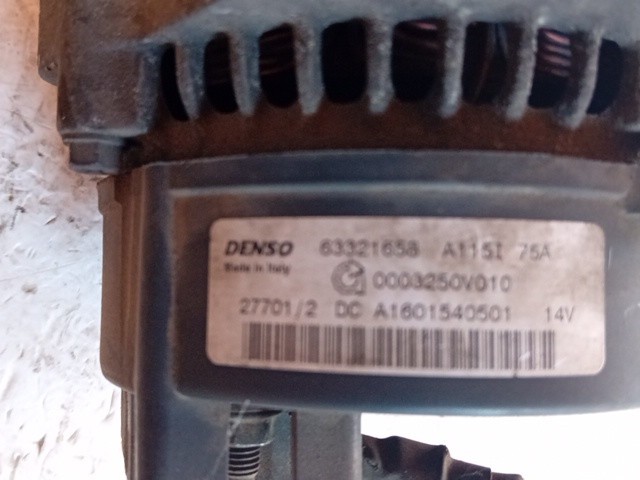 DENSO 63321658 A115I 75A
Made in Italy
0003250V010
27701/2 DC A1601540501 14V